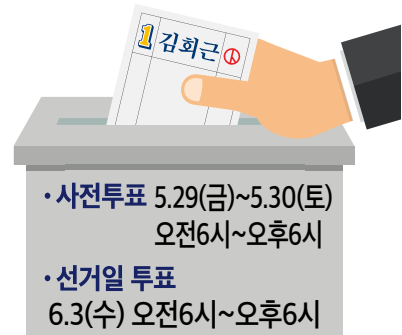 1 김회근
·사전투표 5.29(금)~5.30(토)
오전6시~오후6시
·선거일 투표
6.3(수) 오전6시~오후6시